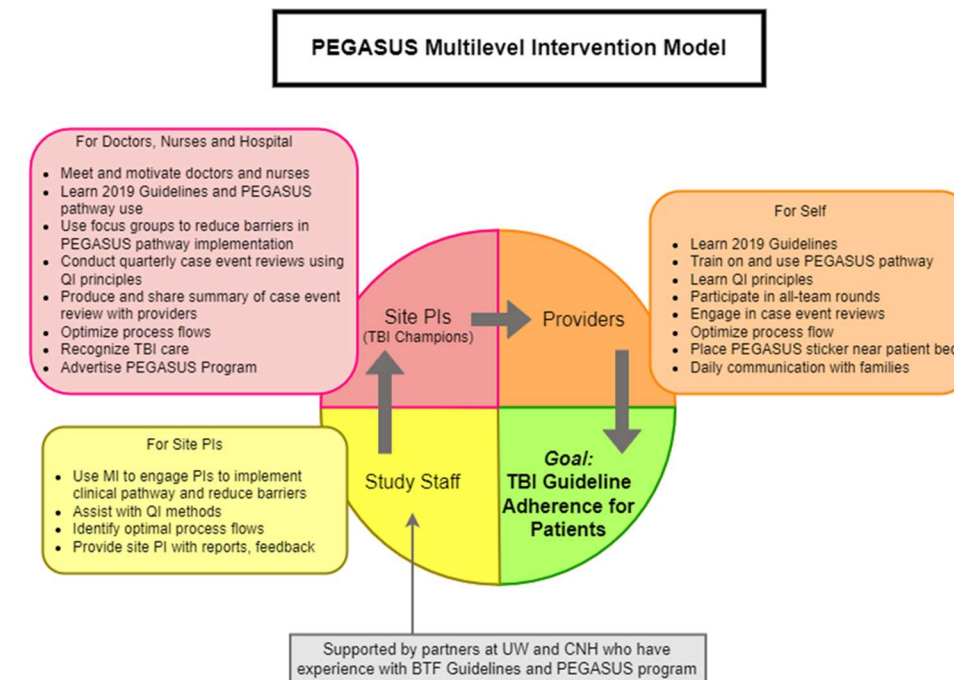 PEGASUS Multilevel Intervention Model
For Doctors, Nurses and Hospital
• Meet and motivate doctors and nurses
• Learn 2019 Guidelines and PEGASUS
pathway use
• Use focus groups to reduce barriers in
PEGASUS pathway implementation
• Conduct quarterly case event reviews using
QI principles
• Produce and share summary of case event
review with providers
• Optimize process flows
• Recognize TBI care
• Advertise PEGASUS Program
For Self
• Learn 2019 Guidelines
• Train on and use PEGASUS pathway
• Learn QI principles
• Participate in all-team rounds
• Engage in case event reviews
• Optimize process flow
• Place PEGASUS sticker near patient bed
• Daily communication with families
Site PIs
(TBI Champions)
Providers
For Site PIs
• Use MI to engage PIs to implement
clinical pathway and reduce barriers
• Assist with QI methods
• Identify optimal process flows
• Provide site PI with reports, feedback
Study Staff
Goal:
TBI Guideline
Adherence for
Patients
Supported by partners at UW and CNH who have
experience with BTF Guidelines and PEGASUS program